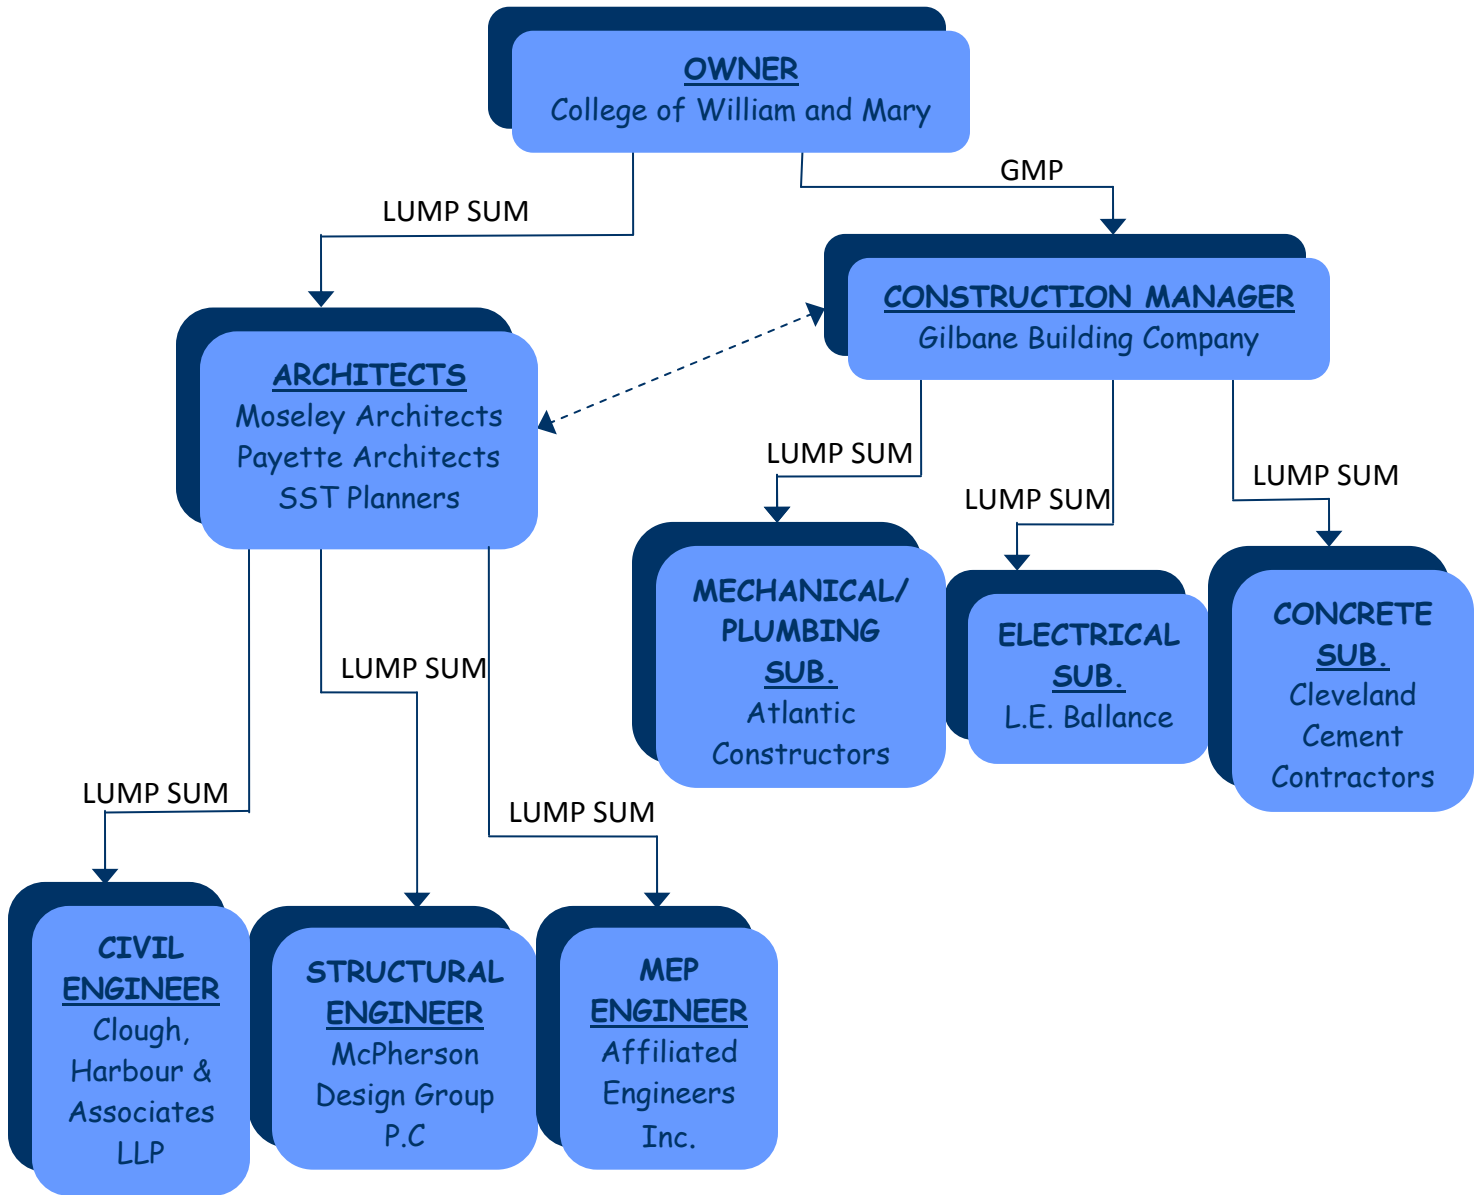 OWNER
College of William and Mary
GMP
LUMP SUM
CONSTRUCTION MANAGER
Gilbane Building Company
ARCHITECTS
Moseley Architects
Payette Architects
SST Planners
LUMP SUM
LUMP SUM
LUMP SUM
MECHANICAL/
PLUMBING
SUB.
Atlantic
Constructors
ELECTRICAL
SUB.
L.E. Ballance
CONCRETE
SUB.
Cleveland
Cement
Contractors
LUMP SUM
LUMP SUM
LUMP SUM
CIVIL
ENGINEER
Clough,
Harbour &
Associates
LLP
STRUCTURAL
ENGINEER
McPherson
Design Group
P.C
MEP
ENGINEER
Affiliated
Engineers
Inc.